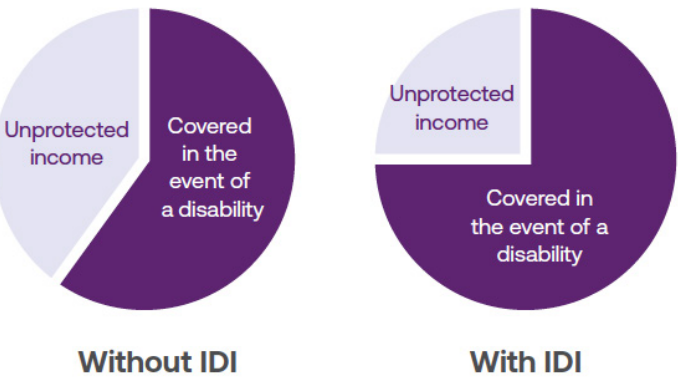 Unprotected
income
Covered
in the
event of
a disability
Without IDI
Unprotected
income
Covered in
the event of a
disability
With IDI